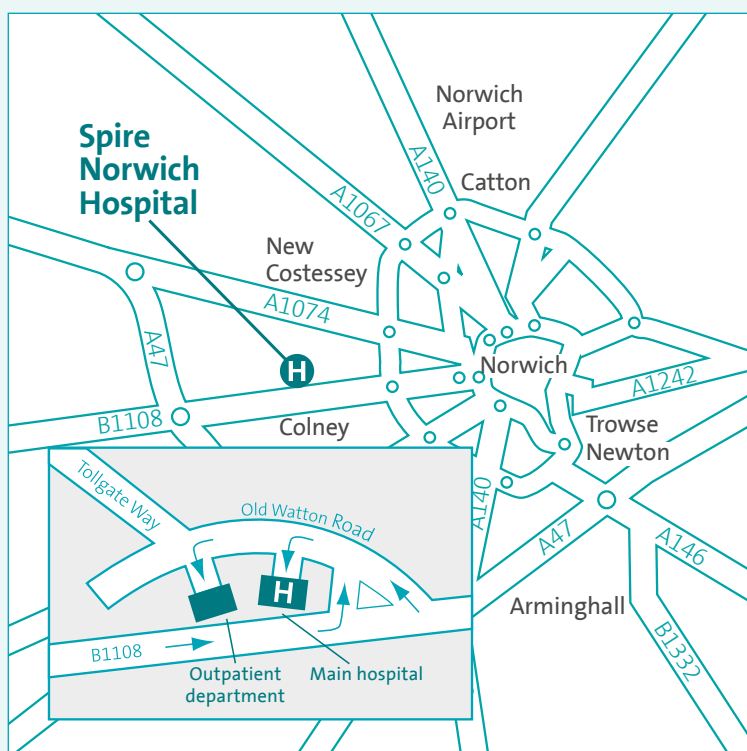 Norwich
Airport
Spire
Norwich
Hospital
A140
Catton
A1067
New
Costessey
A1074
A47
H
Norwich
A1242
B1108
Colney
Trowse
Newton
Tollgate Way
Old Watton Road
A140
A47
A146
H
Arminghall
B1332
B1108
Outpatient
department
Main hospital